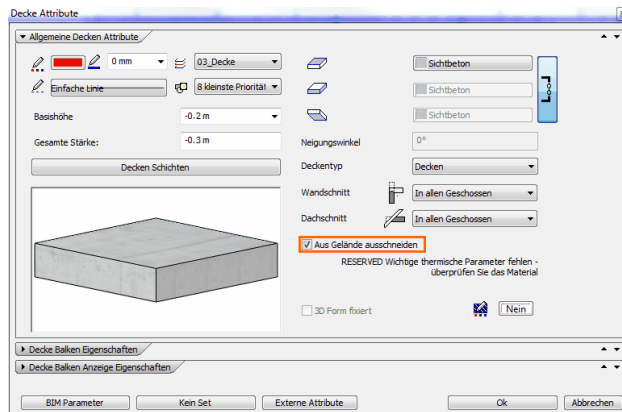 Decke Attribute
Allgemeine Decken Attribute
0 mm
03_Decke
Sichtbeton
Einfache Linie
8 kleinste Priorität
Sichtbeton
Basishöhe
-0.2 m
Sichtbeton
Gesamte Stärke:
-0.3 m
Neigungswinkel
0°
Decken Schichten
Deckentyp
Decken
Wandschnitt
In allen Geschossen
Dachschnitt
In allen Geschossen
Aus Gelände ausschneiden
RESERVED Wichtige thermische Parameter fehlen -
überprüfen Sie das Material
3D Form fixiert
Nein
Decke Balken Eigenschaften
Decke Balken Anzeige Eigenschaften
BIM Parameter
Kein Set
Externe Attribute
Ok
Abbrechen